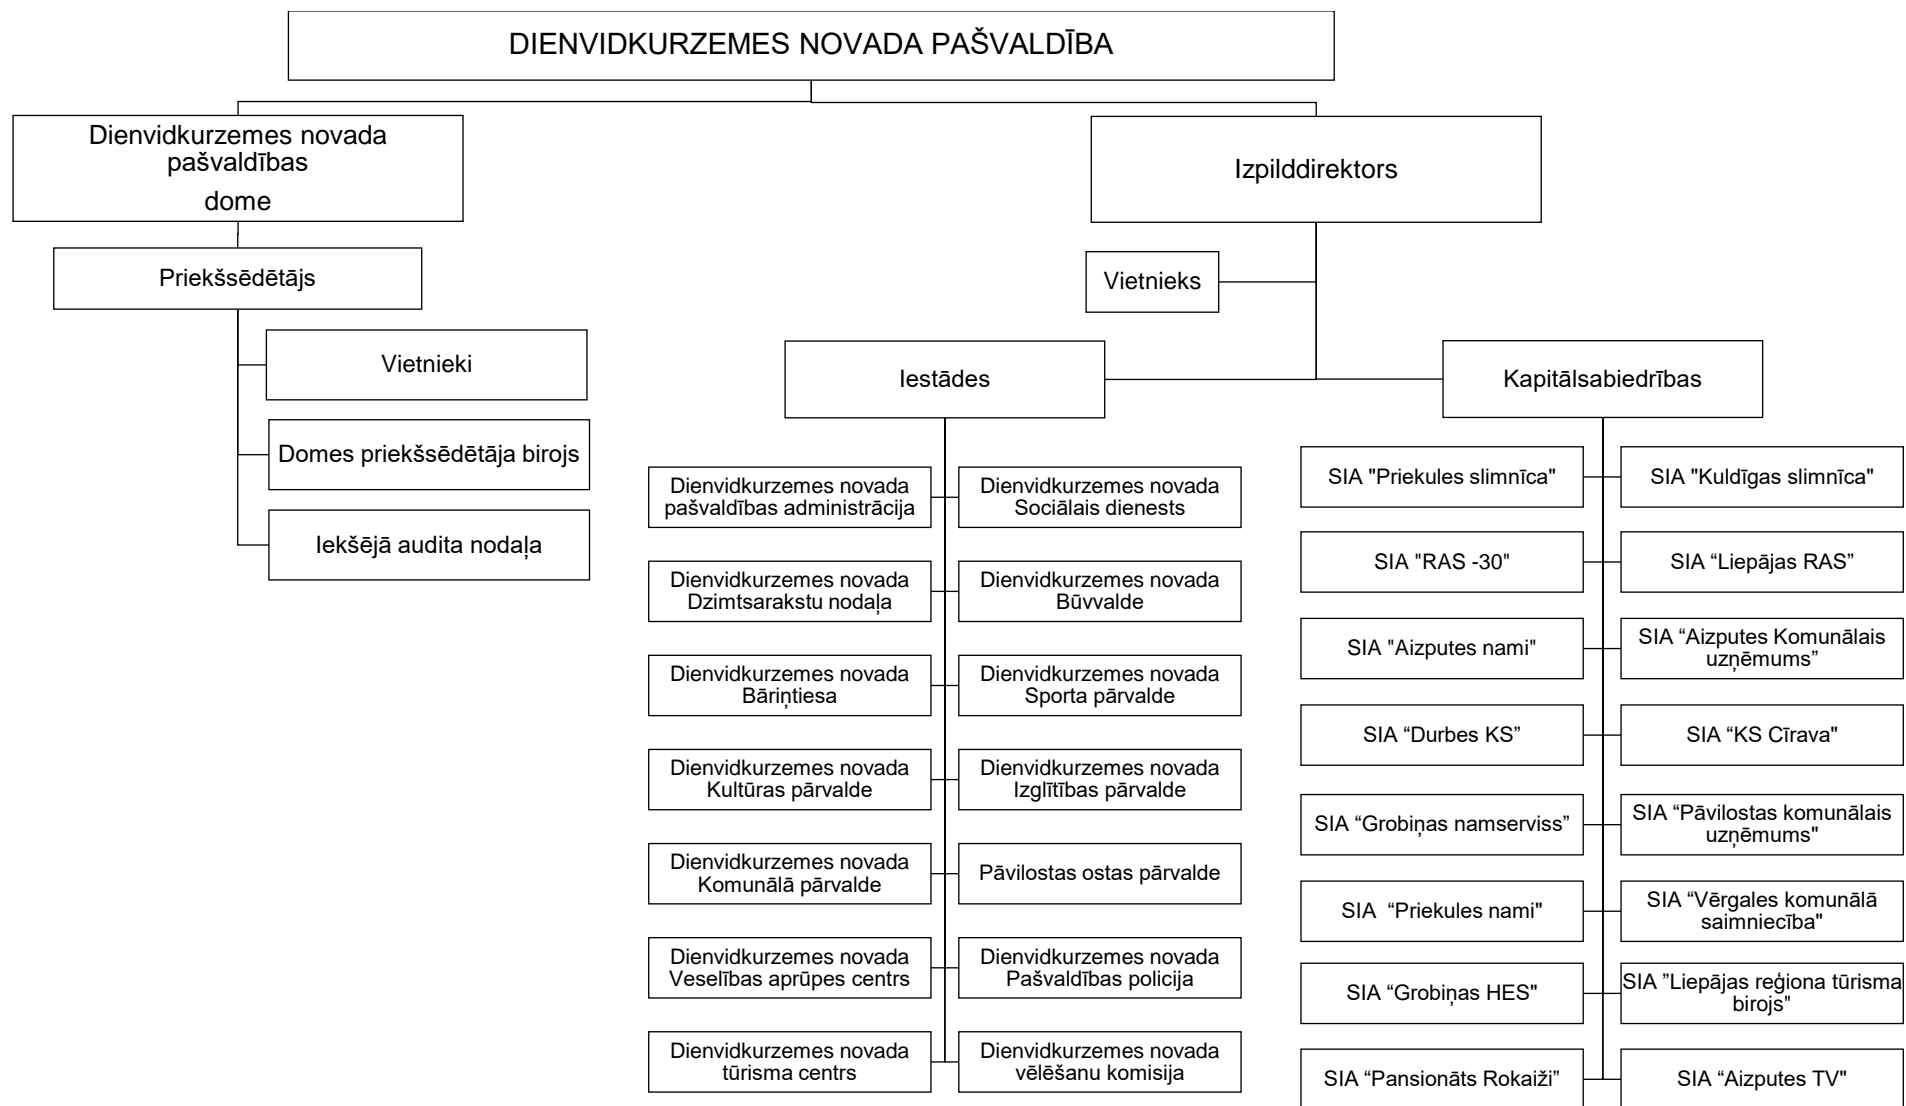 DIENVIDKURZEMES NOVADA PAŠVALDĪBA
Dienvidkurzemes novada
pašvaldības
dome
Izpilddirektors
Priekšsēdētājs
Vietnieks
Vietnieki
Domes priekšsēdētāja birojs
Iekšējā audita nodaļa
Iestādes
Kapitālsabiedrības
Dienvidkurzemes novada
pašvaldības administrācija
Dienvidkurzemes novada
Sociālais dienests
Dienvidkurzemes novada
Dzimtsarakstu nodaļa
Dienvidkurzemes novada
Būvvalde
Dienvidkurzemes novada
Bāriņtiesa
Dienvidkurzemes novada
Sporta pārvalde
Dienvidkurzemes novada
Kultūras pārvalde
Dienvidkurzemes novada
Izglītības pārvalde
Dienvidkurzemes novada
Komunālā pārvalde
Pāvilostas ostas pārvalde
Dienvidkurzemes novada
Veselības aprūpes centrs
Dienvidkurzemes novada
Pašvaldības policija
Dienvidkurzemes novada
tūrisma centrs
Dienvidkurzemes novada
vēlēšanu komisija
SIA "Priekules slimnīca"
SIA "Kuldīgas slimnīca"
SIA "RAS -30"
SIA “Liepājas RAS”
SIA "Aizputes nami"
SIA “Aizputes Komunālais
uzņēmums”
SIA “Durbes KS”
SIA “KS Cīrava"
SIA “Grobiņas namserviss”
SIA “Pāvilostas komunālais
uzņēmums"
SIA “Priekules nami"
SIA “Vērgales komunālā
saimniecība"
SIA “Grobiņas HES"
SIA ”Liepājas reģiona tūrisma
birojs"
SIA “Pansionāts Rokaiži”
SIA “Aizputes TV"